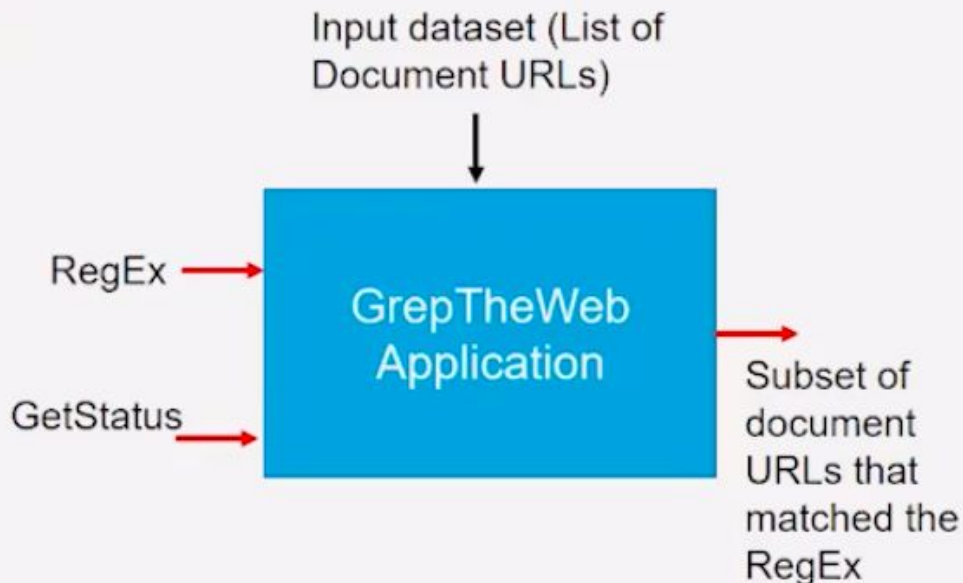 Input dataset (List of
Document URLs)
RegEx
GrepTheWeb
Application
GetStatus
Subset of
document
URLs that
matched the
RegEx